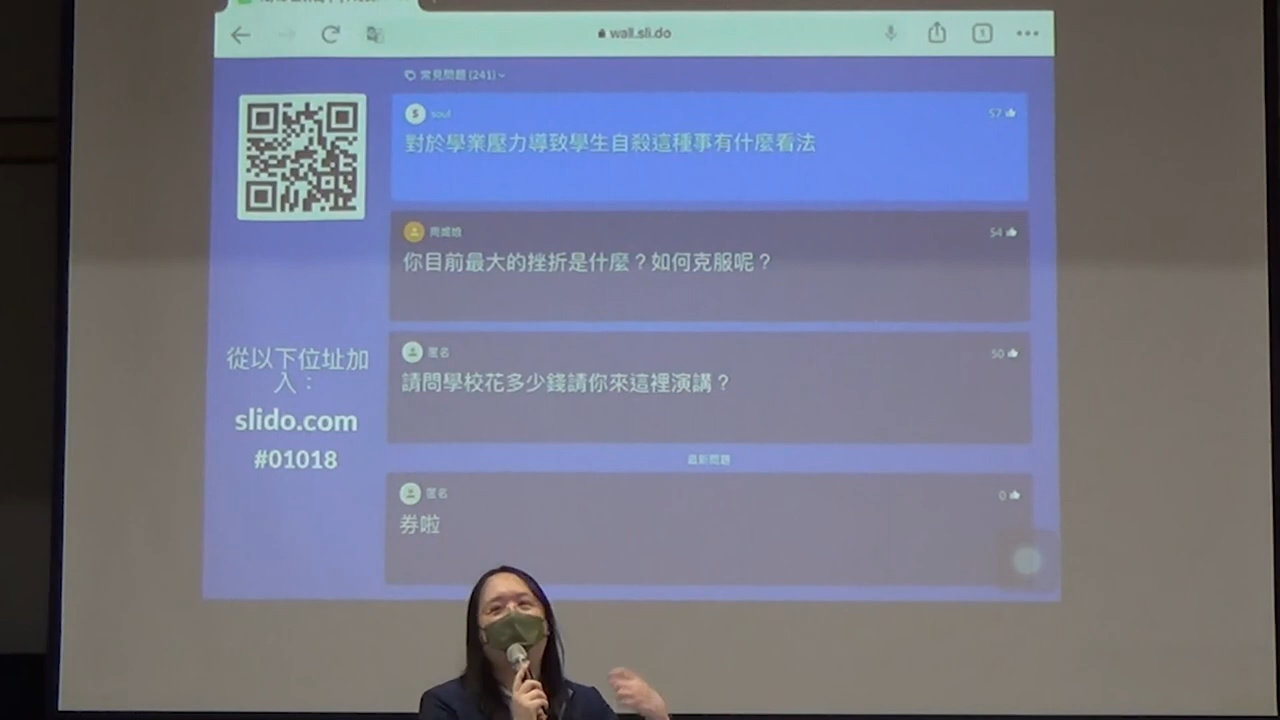 wall.sli.do
常見問題 (241)
soul
57
對於學業壓力導致學生自殺這種事有什麼看法
54
你目前最大的挫折是什麼？如何克服呢？
匿名
50
請問學校花多少錢請你來這裡演講？
最新問題
匿名
0
券啦
從以下位址加
入：
slido.com
#01018